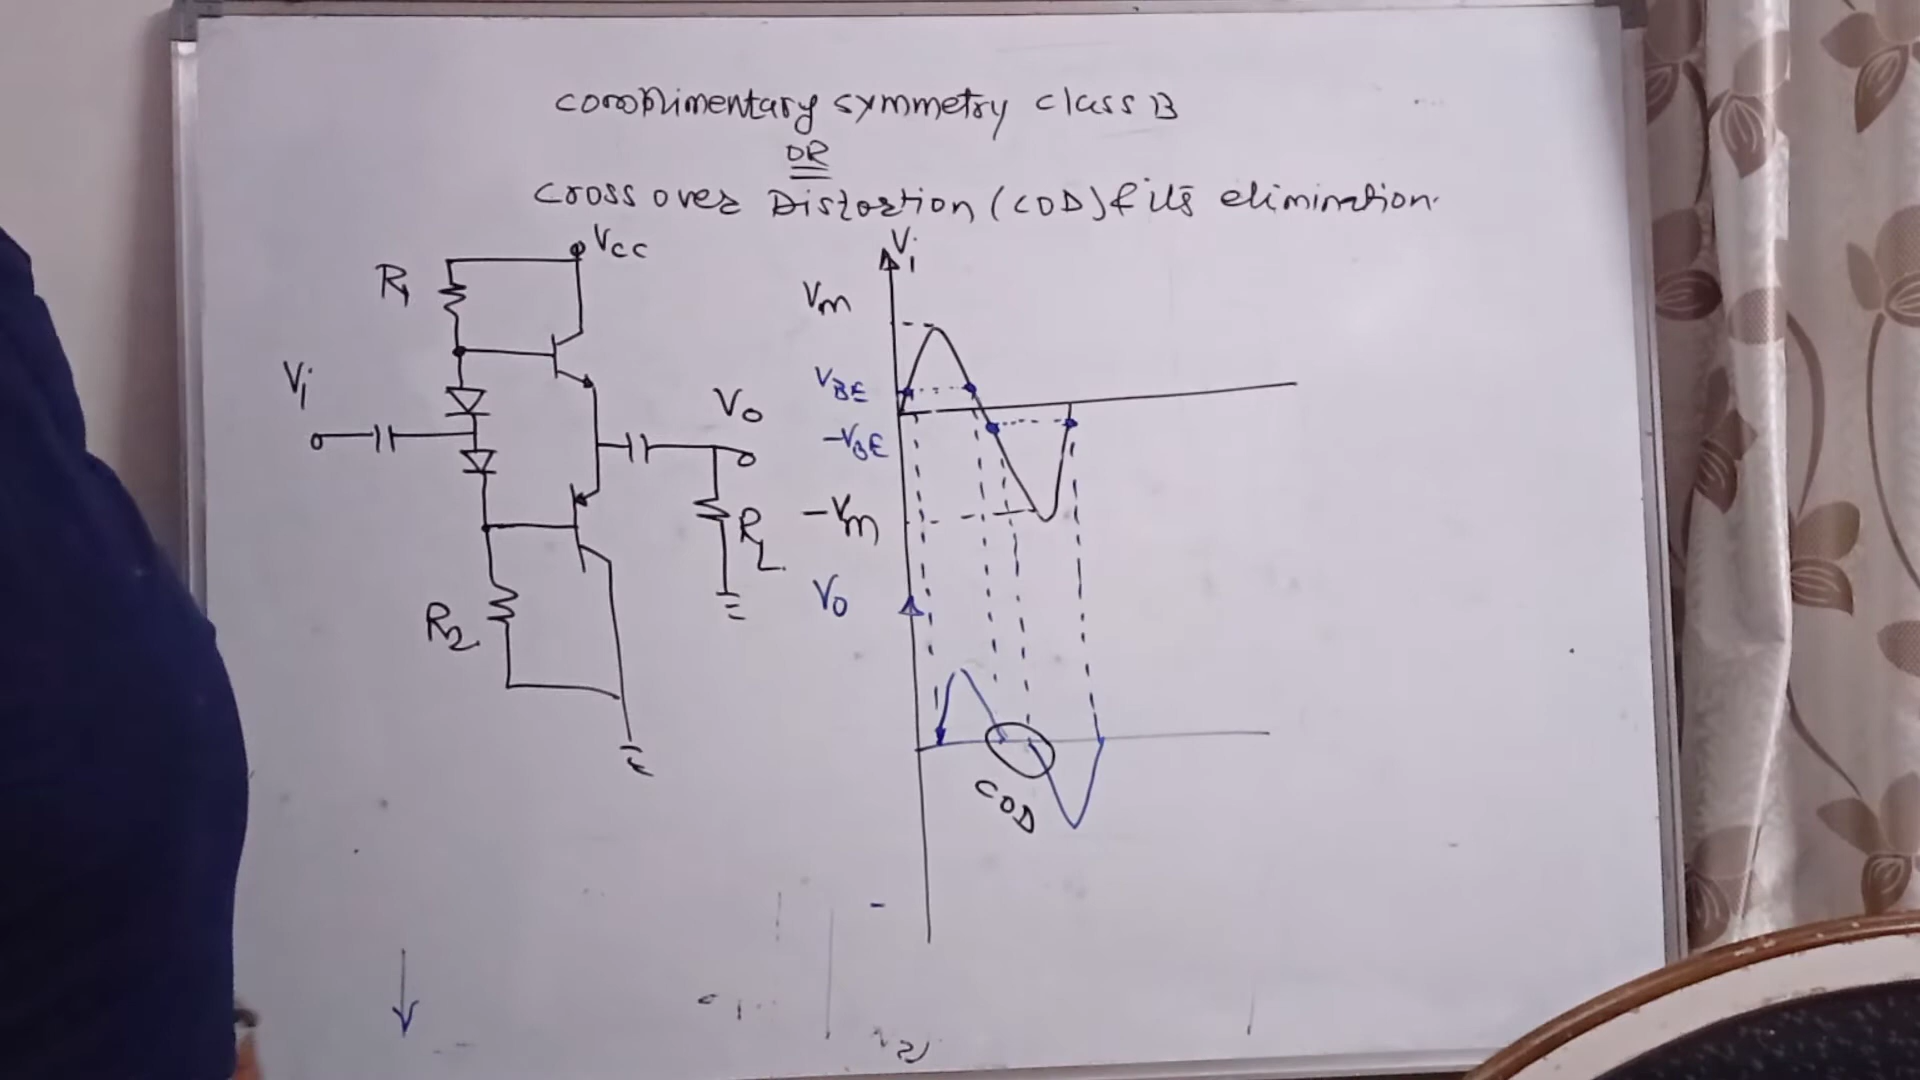 complimentary symmetry class B
OR
cross over Distortion (COD) & its elimination.
Vcc
R1
Vi
Vo
RL
R2
Vi
Vm
VBE
-VBE
-Vm
Vo
COD